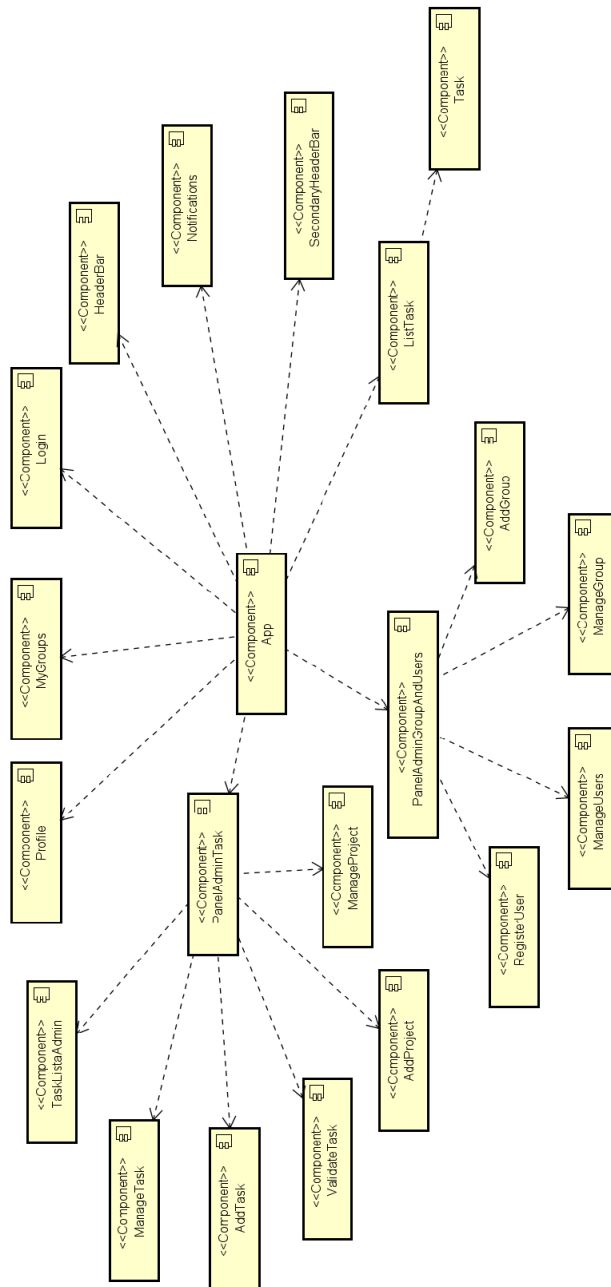 <<Component>>
TaskListaAdmin
<<Component>>
Profile
<<Component>>
MyGroups
<<Component>>
Login
<<Component>>
HeaderBar
<<Component>>
ManageTask
<<Component>>
Notifications
<<Component>>
AddTask
<<Component>>
PanelAdminTask
<<Component>>
App
<<Component>>
SecondaryHeaderBar
<<Component>>
ValidateTask
<<Component>>
ManageProject
<<Component>>
AddProject
<<Component>>
PanelAdminGroupAndUsers
<<Component>>
ListTask
<<Component>>
Task
<<Component>>
RegisterUser
<<Component>>
AddGroup
<<Component>>
ManageUsers
<<Component>>
ManageGroup